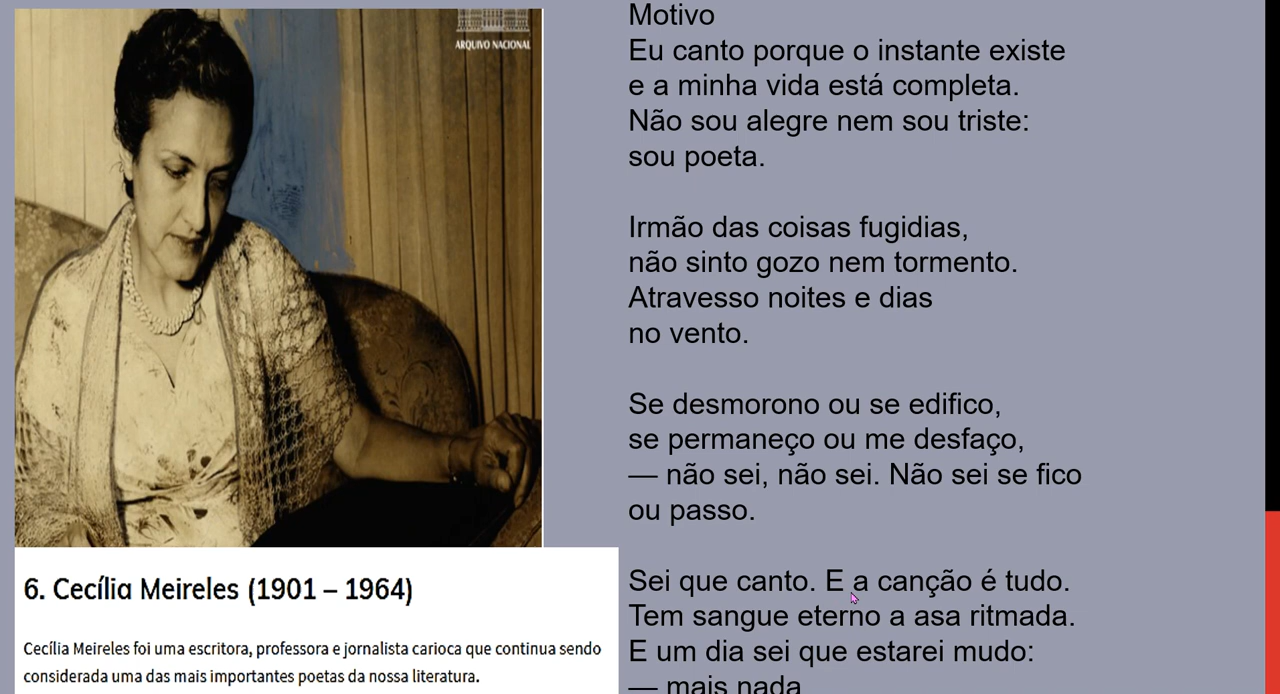 ARQUIVO NACIONAL
6. Cecília Meireles (1901 – 1964)
Cecília Meireles foi uma escritora, professora e jornalista carioca que continua sendo
considerada uma das mais importantes poetas da nossa literatura.
Motivo
Eu canto porque o instante existe
e a minha vida está completa.
Não sou alegre nem sou triste:
sou poeta.
Irmão das coisas fugidias,
não sinto gozo nem tormento.
Atravesso noites e dias
no vento.
Se desmorono ou se edifico,
se permaneço ou me desfaço,
— não sei, não sei. Não sei se fico
ou passo.
Sei que canto. E a canção é tudo.
Tem sangue eterno a asa ritmada.
E um dia sei que estarei mudo:
— mais nada